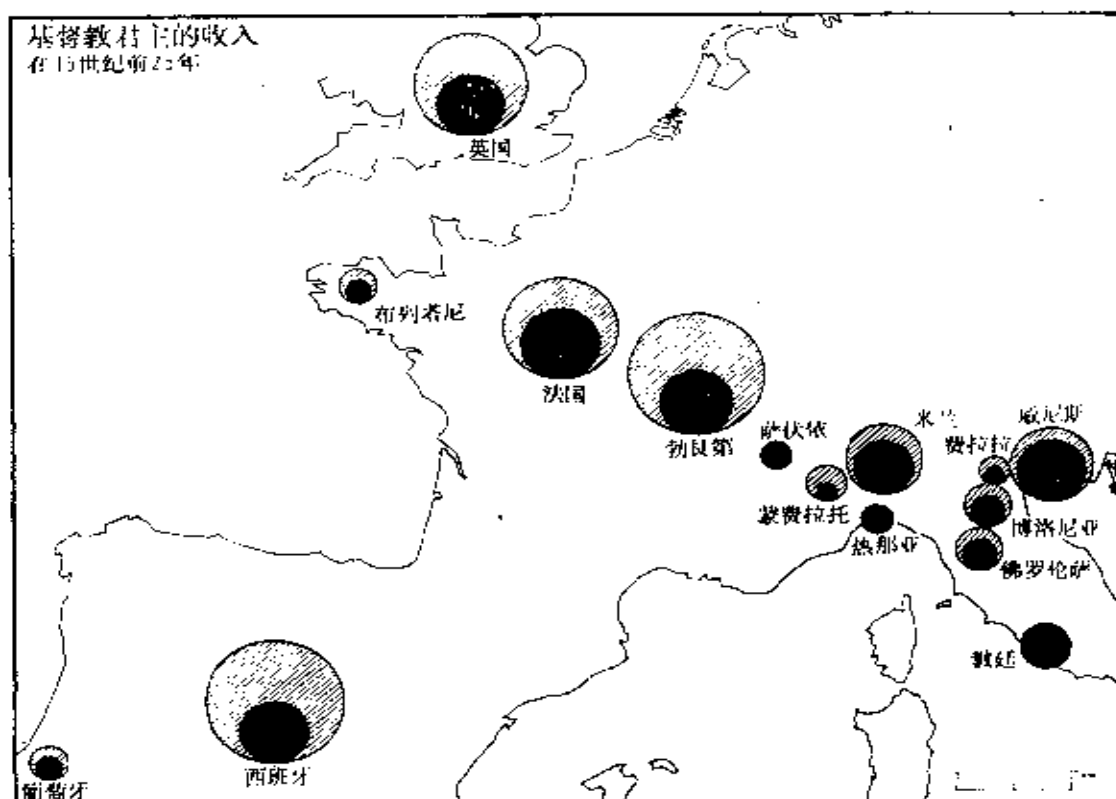 基督教君主的收入
在15世纪前25年
英国
布列塔尼
法国
勃艮第
萨伏依
米兰
威尼斯
费拉拉
蒙费拉托
热那亚
博洛尼亚
佛罗伦萨
教廷
西班牙
葡萄牙